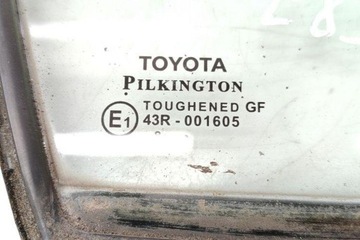 TOYOTA
PILKINGTON
E1 TOUGHENED GF
43R - 001605